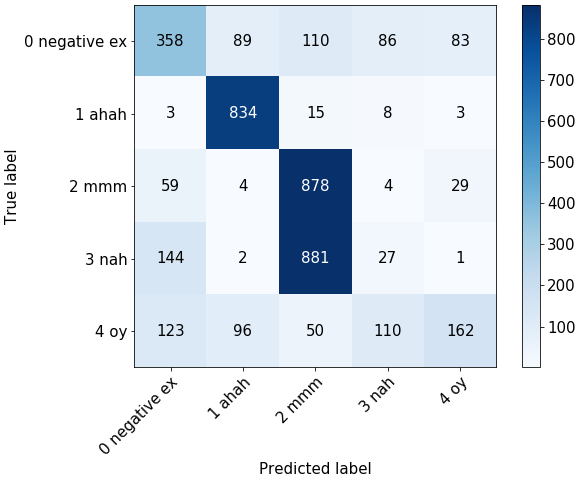 0 negative ex 358 89 110 86 83
1 ahah 3 834 15 8 3
2 mmm 59 4 878 4 29
3 nah 144 2 881 27 1
4 oy 123 96 50 110 162
True label
0 negative ex 1 ahah 2 mmm 3 nah 4 oy
Predicted label
800
700
600
500
400
300
200
100